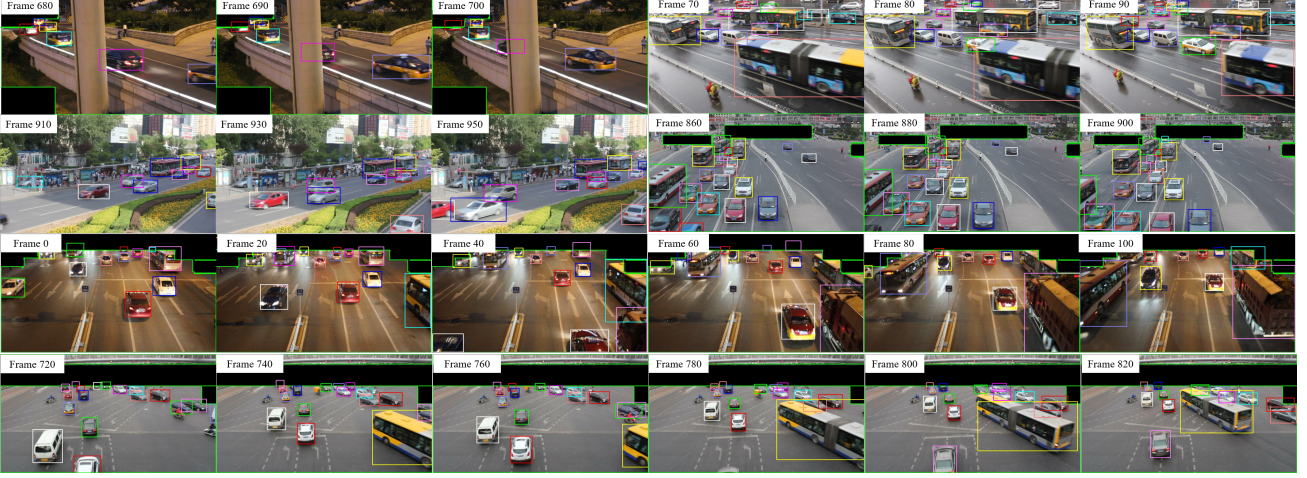 Frame 680
Frame 690
Frame 700
Frame 70
Frame 80
Frame 90
Frame 910
Frame 930
Frame 950
Frame 860
Frame 880
Frame 900
Frame 0
Frame 20
Frame 40
Frame 60
Frame 80
Frame 100
Frame 720
Frame 740
Frame 760
Frame 780
Frame 800
Frame 820